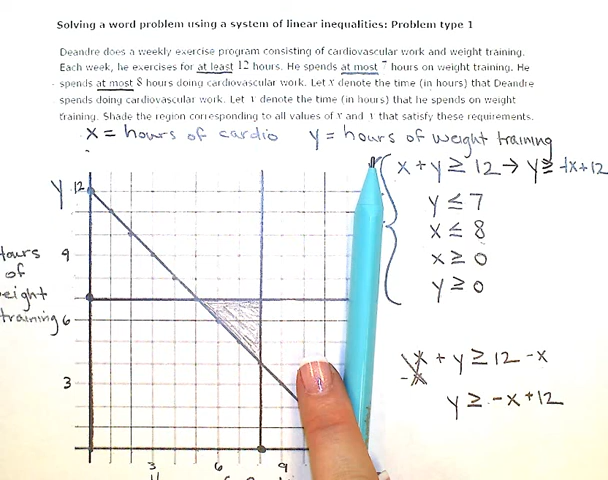 Solving a word problem using a system of linear inequalities: Problem type 1
Deandre does a weekly exercise program consisting of cardiovascular work and weight training.
Each week, he exercises for at least 12 hours. He spends at most 7 hours on weight training. He
spends at most 8 hours doing cardiovascular work. Let x denote the time (in hours) that Deandre
spends doing cardiovascular work. Let y denote the time (in hours) that he spends on weight
training. Shade the region corresponding to all values of x and y that satisfy these requirements.
x = hours of cardio y = hours of weight training
x + y ≥ 12 → y ≥ -1x+12
y ≤ 7
x ≤ 8
x ≥ 0
y ≥ 0
y 12
9
Hours
of
weight
training 6
3
x + y ≥ 12 -x
-x
y ≥ -x +12
3 6 9